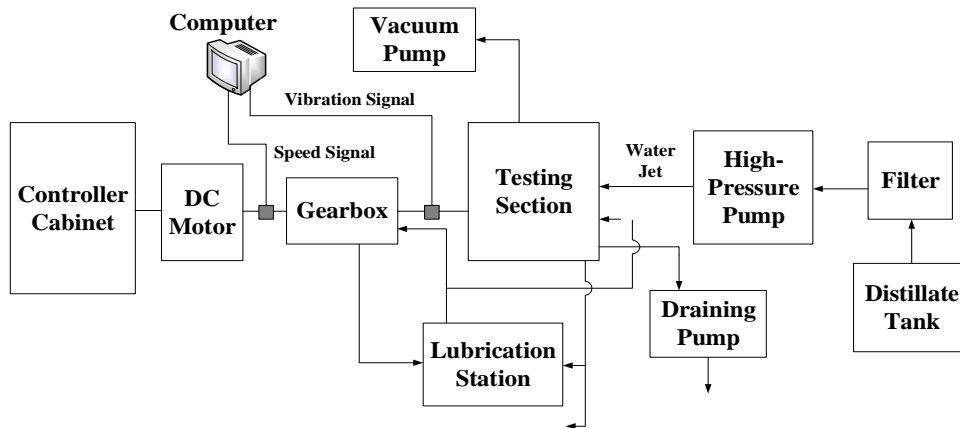 Computer
Vacuum
Pump
Vibration Signal
Speed Signal
Controller
Cabinet
DC
Motor
Gearbox
Testing
Section
Water
Jet
High-
Pressure
Pump
Filter
Distillate
Tank
Draining
Pump
Lubrication
Station